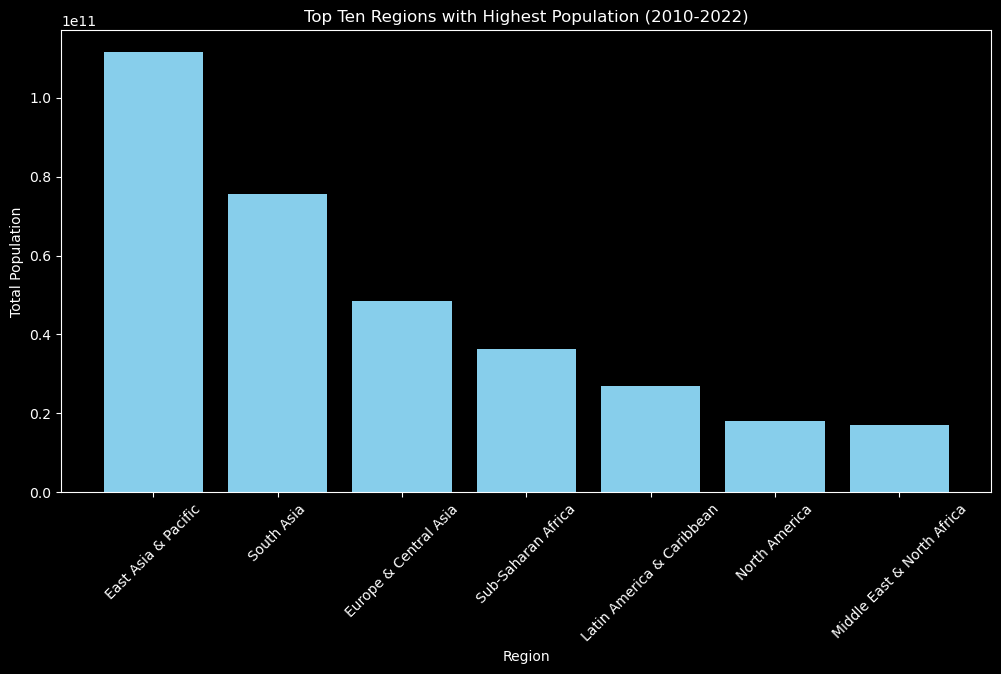 Top Ten Regions with Highest Population (2010-2022)
1e11
1.0
0.8
0.6
0.4
0.2
0.0
Total Population
East Asia & Pacific
South Asia
Europe & Central Asia
Sub-Saharan Africa
Latin America & Caribbean
North America
Middle East & North Africa
Region